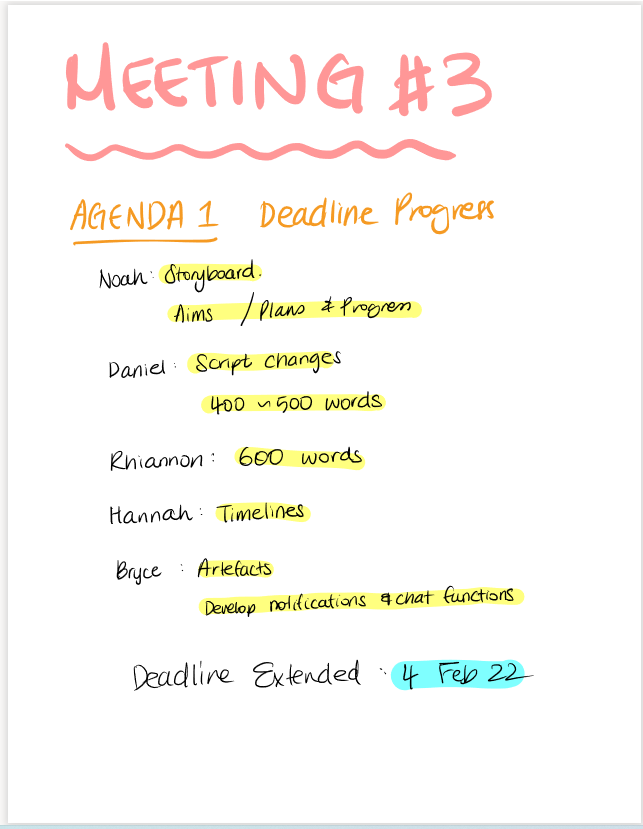 MEETING #3
AGENDA 1 Deadline Progress
Noah: Storyboard.
Aims / Plans & Progress
Daniel: Script changes
400 ~ 500 words
Rhiannon: 600 words
Hannah: Timelines
Bryce: Artefacts
Develop notifications & chat functions
Deadline Extended: 4 Feb 22